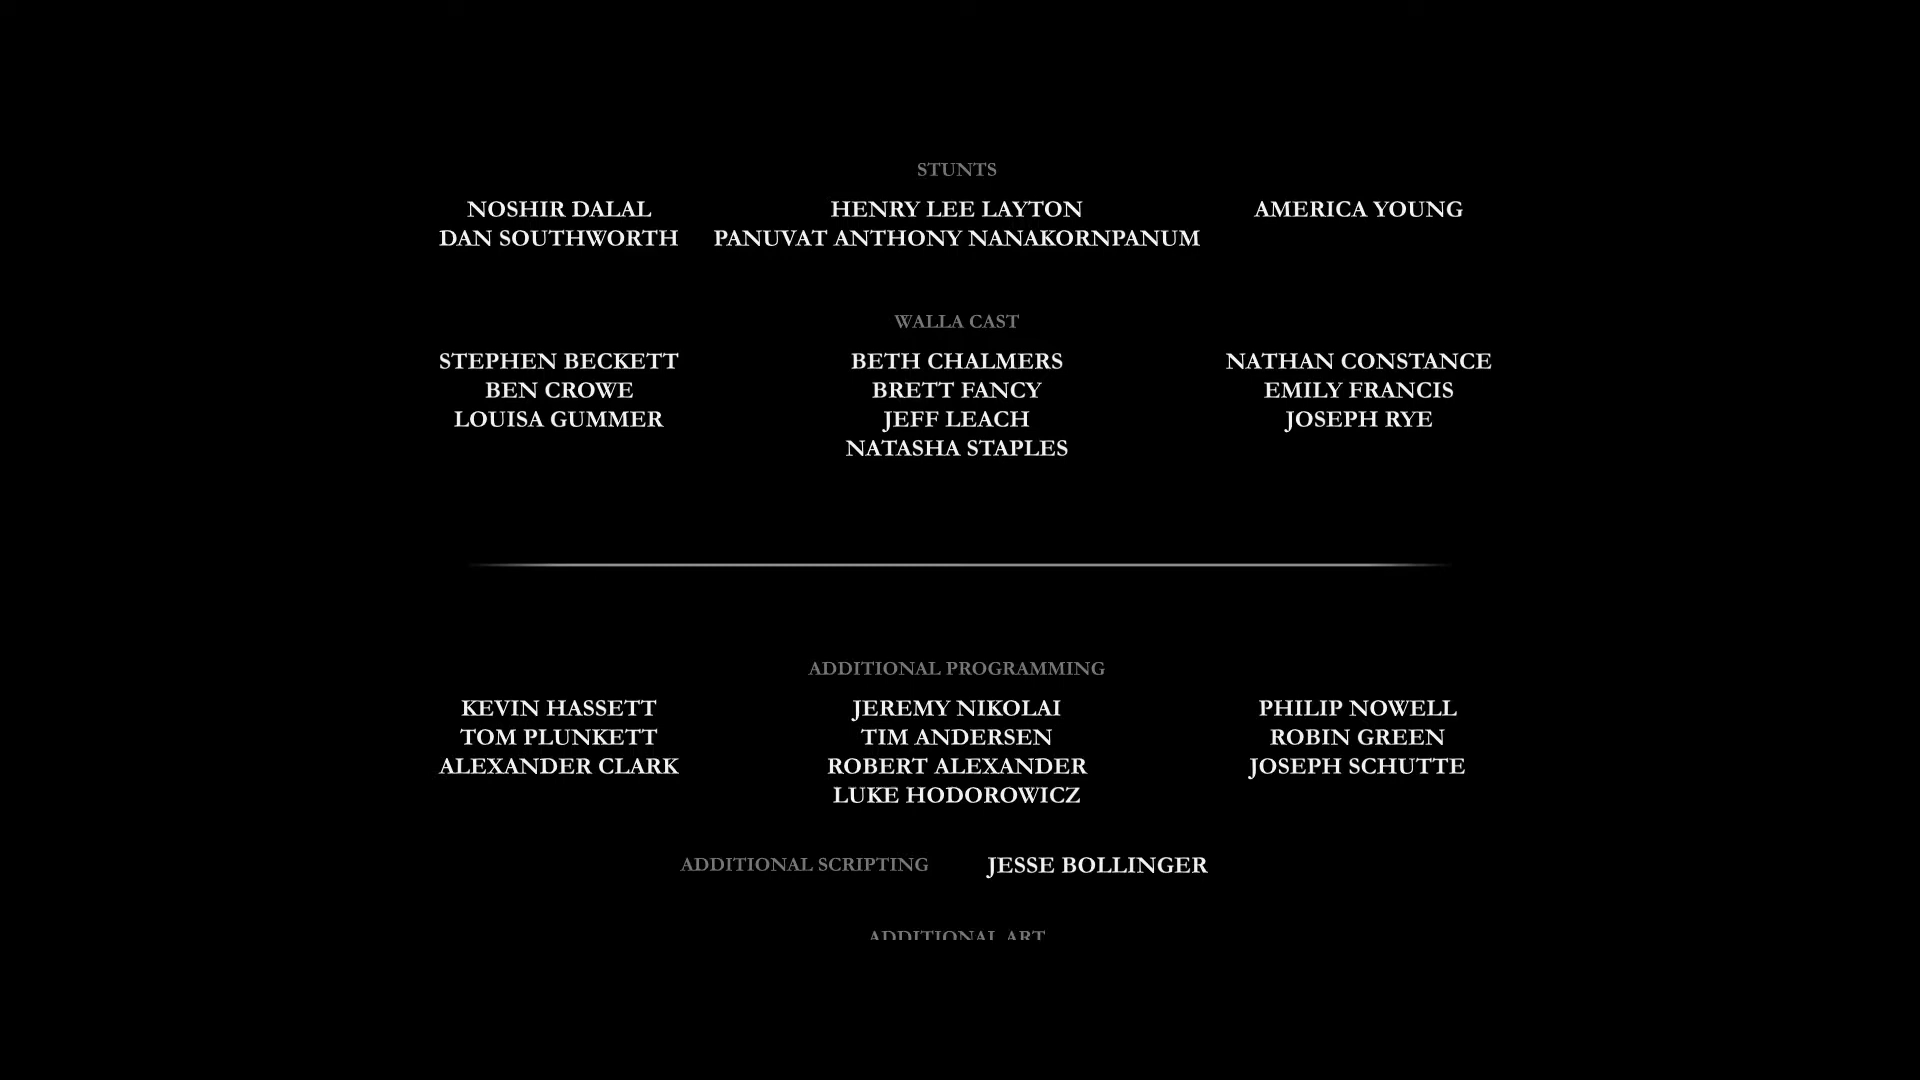 STUNTS
NOSHIR DALAL HENRY LEE LAYTON AMERICA YOUNG
DAN SOUTHWORTH PANUVAT ANTHONY NANAKORNPANUM
WALLA CAST
STEPHEN BECKETT BETH CHALMERS NATHAN CONSTANCE
BEN CROWE BRETT FANCY EMILY FRANCIS
LOUISA GUMMER JEFF LEACH JOSEPH RYE
NATASHA STAPLES
ADDITIONAL PROGRAMMING
KEVIN HASSETT JEREMY NIKOLAI PHILIP NOWELL
TOM PLUNKETT TIM ANDERSEN ROBIN GREEN
ALEXANDER CLARK ROBERT ALEXANDER JOSEPH SCHUTTE
LUKE HODOROWICZ
ADDITIONAL SCRIPTING JESSE BOLLINGER
ADDITIONAL ART